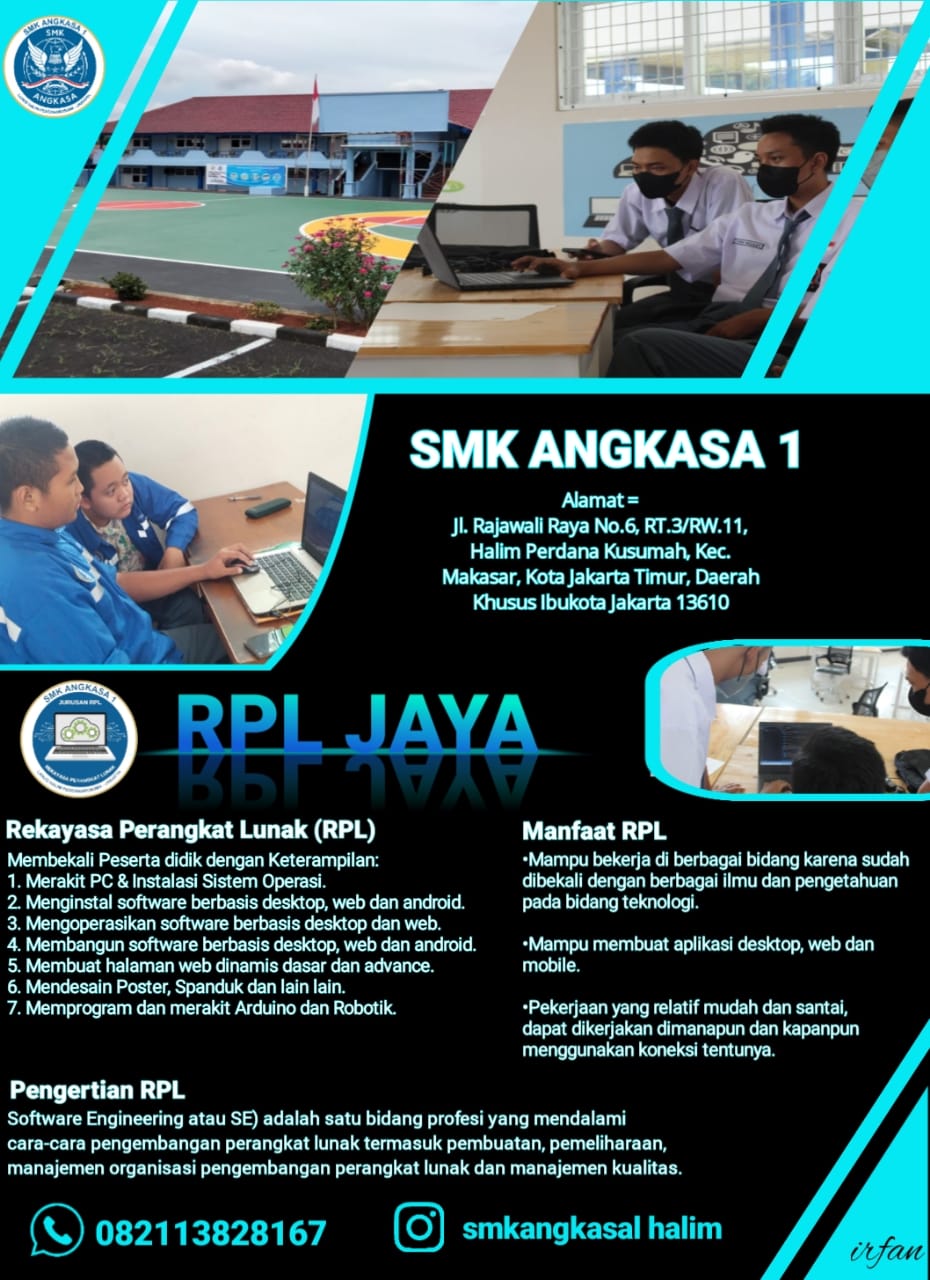 SMK ANGKASA 1
SMK
ANGKASA
SMK ANGKASA 1
Alamat =
Jl. Rajawali Raya No.6, RT.3/RW.11,
Halim Perdana Kusumah, Kec.
Makasar, Kota Jakarta Timur, Daerah
Khusus Ibukota Jakarta 13610
SMK ANGKASA 1
JURUSAN RPL
REKAYASA PERANGKAT LUNAK
RPL JAYA
Rekayasa Perangkat Lunak (RPL)
Membekali Peserta didik dengan Keterampilan:
1. Merakit PC & Instalasi Sistem Operasi.
2. Menginstal software berbasis desktop, web dan android.
3. Mengoperasikan software berbasis desktop dan web.
4. Membangun software berbasis desktop, web dan android.
5. Membuat halaman web dinamis dasar dan advance.
6. Mendesain Poster, Spanduk dan lain lain.
7. Memprogram dan merakit Arduino dan Robotik.
Manfaat RPL
•Mampu bekerja di berbagai bidang karena sudah
dibekali dengan berbagai ilmu dan pengetahuan
pada bidang teknologi.
•Mampu membuat aplikasi desktop, web dan
mobile.
•Pekerjaan yang relatif mudah dan santai,
dapat dikerjakan dimanapun dan kapanpun
menggunakan koneksi tentunya.
Pengertian RPL
Software Engineering atau SE) adalah satu bidang profesi yang mendalami
cara-cara pengembangan perangkat lunak termasuk pembuatan, pemeliharaan,
manajemen organisasi pengembangan perangkat lunak dan manajemen kualitas.
082113828167
smkangkasal halim
irfan